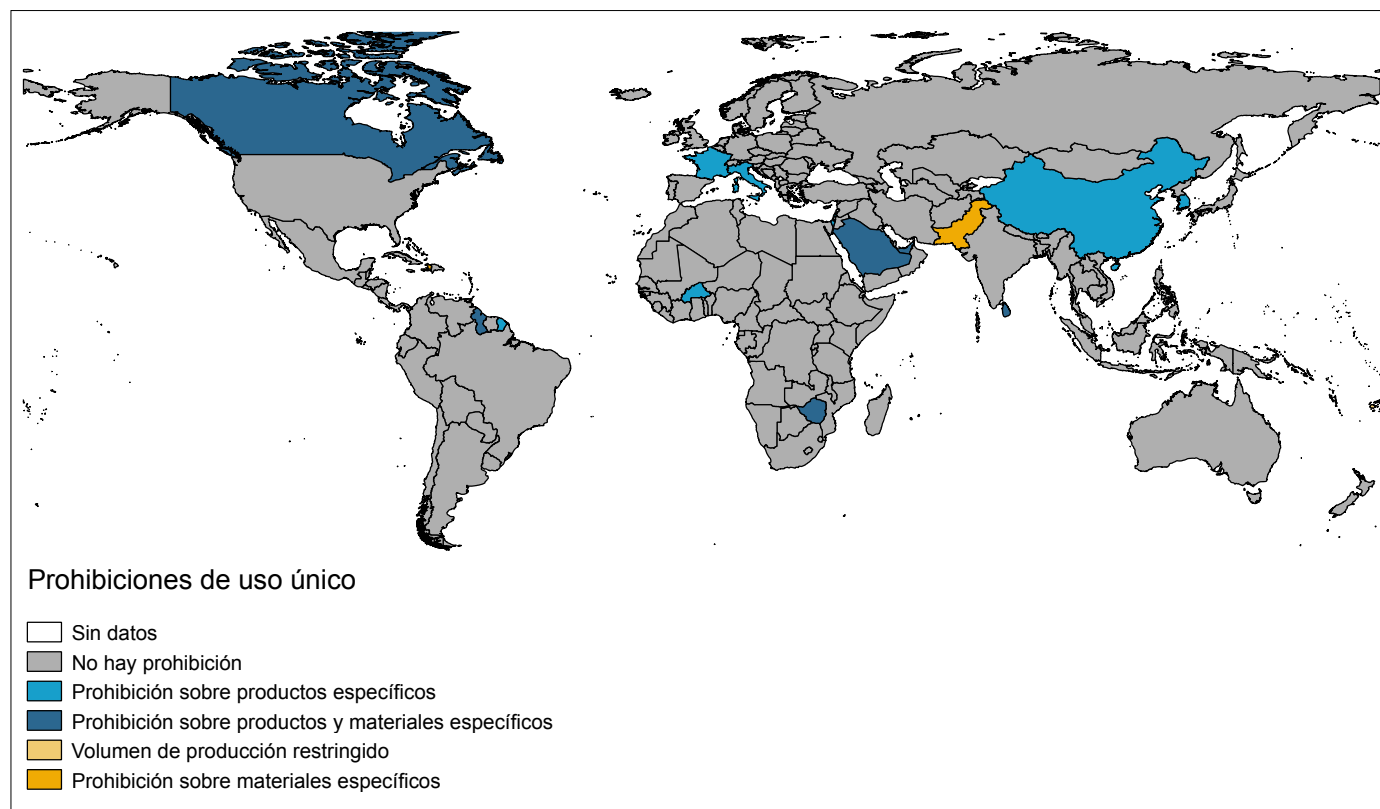 Prohibiciones de uso único
Sin datos
No hay prohibición
Prohibición sobre productos específicos
Prohibición sobre productos y materiales específicos
Volumen de producción restringido
Prohibición sobre materiales específicos